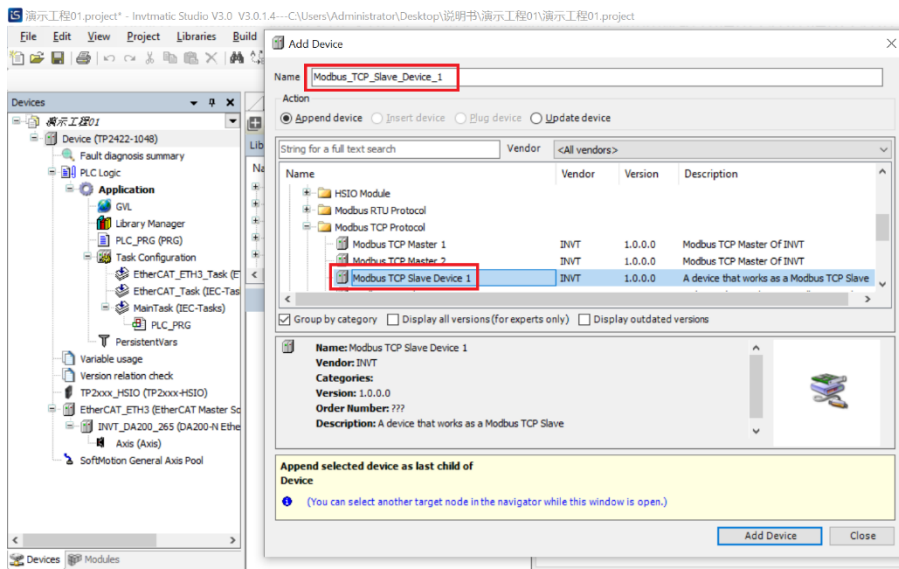 演示工程01.project* - Invtmatic Studio V3.0 V3.0.1.4---C:\Users\Administrator\Desktop\说明书\演示工程01\演示工程01.project
File Edit View Project Libraries Build
Devices
演示工程01
Device (TP2422-1048)
Fault diagnosis summary
PLC Logic
Application
GVL
Library Manager
PLC_PRG (PRG)
Task Configuration
EtherCAT_ETH3_Task (E
EtherCAT_Task (IEC-Tas
MainTask (IEC-Tasks)
PLC_PRG
PersistentVars
Variable usage
Version relation check
TP2xxx_HSIO (TP2xxx-HSIO)
EtherCAT_ETH3 (EtherCAT Master So
INVT_DA200_265 (DA200-N Ethe
Axis (Axis)
SoftMotion General Axis Pool
Devices Modules
Lib
Na
Add Device
Name Modbus_TCP_Slave_Device_1
Action
Append device Insert device Plug device Update device
String for a full text search Vendor <All vendors>
Name Vendor Version Description
HSIO Module
Modbus RTU Protocol
Modbus TCP Protocol
Modbus TCP Master 1 INVT 1.0.0.0 Modbus TCP Master Of INVT
Modbus TCP Master 2 INVT 1.0.0.0 Modbus TCP Master Of INVT
Modbus TCP Slave Device 1 INVT 1.0.0.0 A device that works as a Modbus TCP Slave
Group by category Display all versions (for experts only) Display outdated versions
Name: Modbus TCP Slave Device 1
Vendor: INVT
Categories:
Version: 1.0.0.0
Order Number: ???
Description: A device that works as a Modbus TCP Slave
Append selected device as last child of
Device
(You can select another target node in the navigator while this window is open.)
Add Device Close